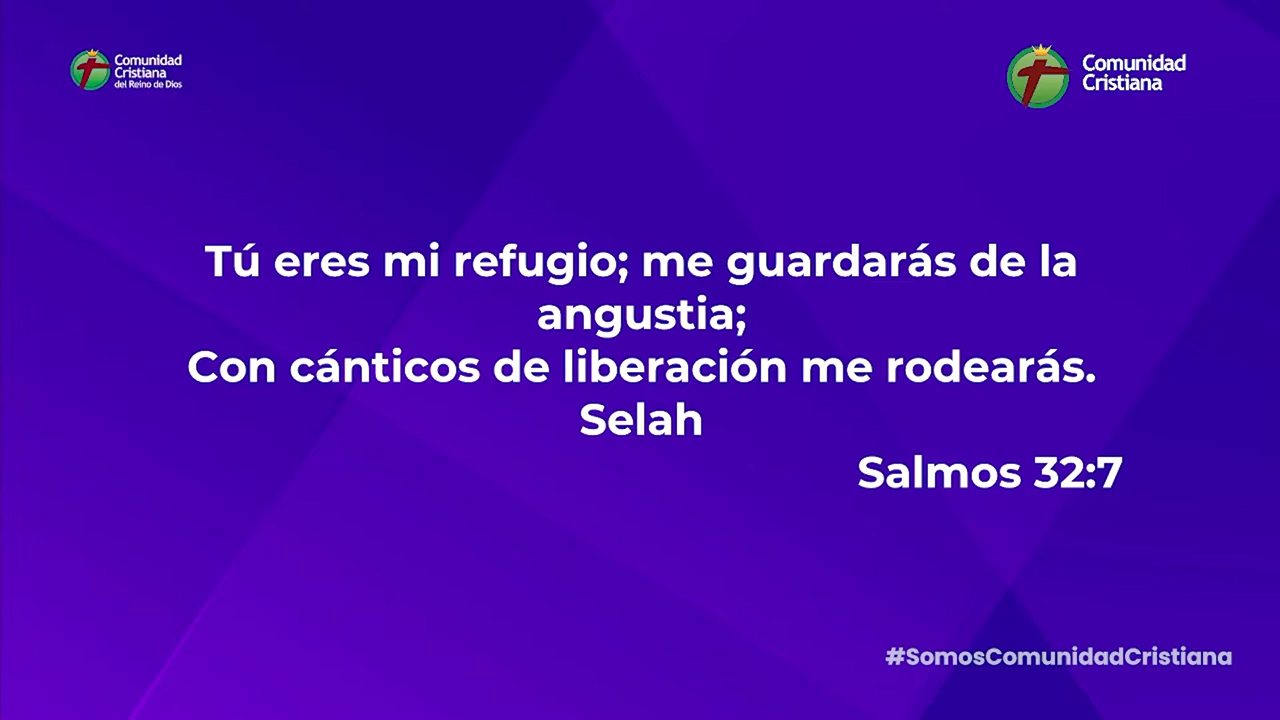 Comunidad
Cristiana
del Reino de Dios
Comunidad
Cristiana
Tú eres mi refugio; me guardarás de la
angustia;
Con cánticos de liberación me rodearás.
Selah
Salmos 32:7
#SomosComunidadCristiana